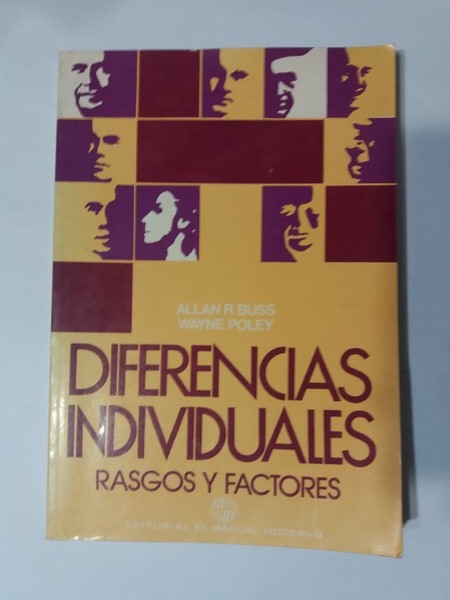 ALLAN R. BUSS
WAYNE POLEY
DIFERENCIAS
INDIVIDUALES
RASGOS Y FACTORES
EDITORIAL EL MANUAL MODERNO